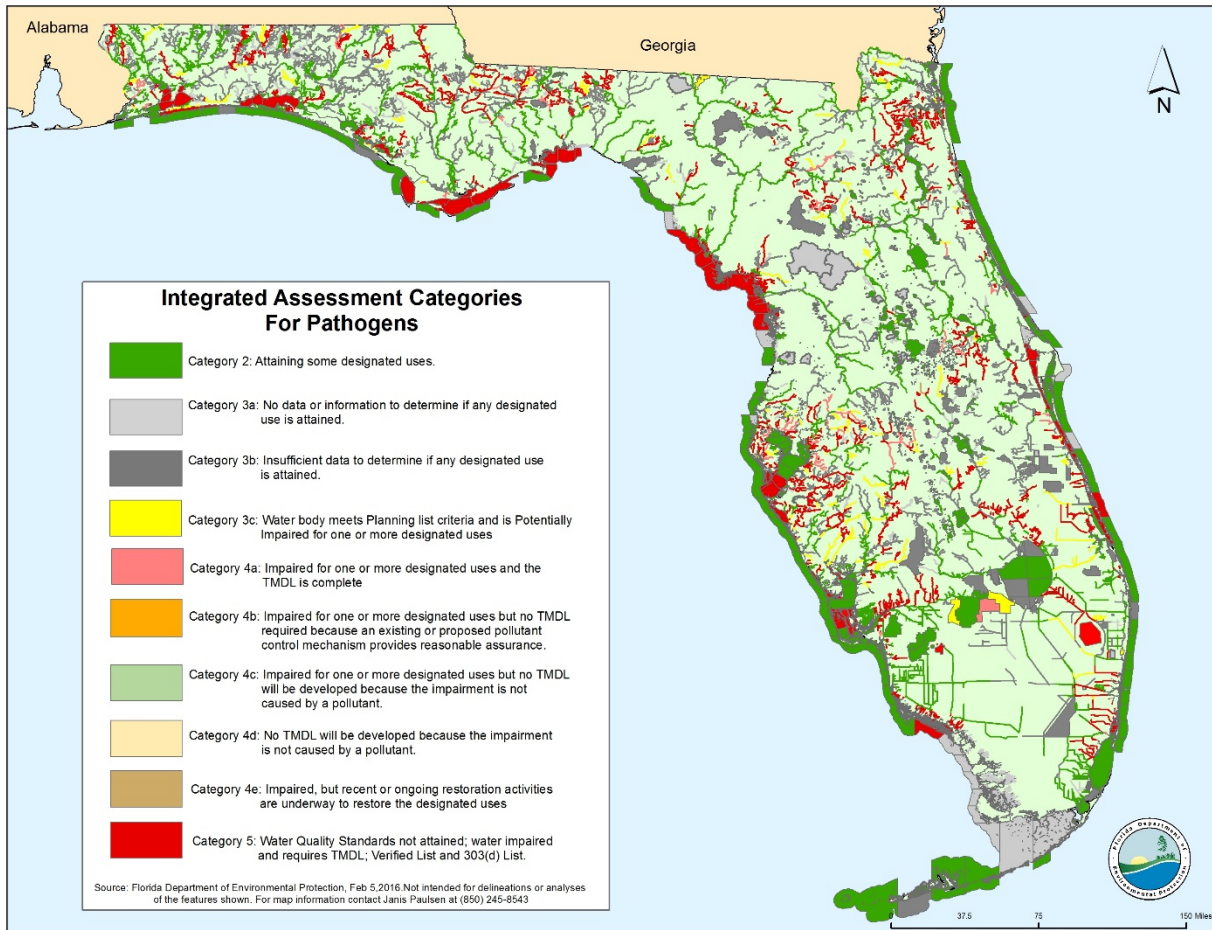 Alabama
Georgia
N
Integrated Assessment Categories
For Pathogens
Category 2: Attaining some designated uses.
Category 3a: No data or information to determine if any designated
use is attained.
Category 3b: Insufficient data to determine if any designated use
is attained.
Category 3c: Water body meets Planning list criteria and is Potentially
Impaired for one or more designated uses
Category 4a: Impaired for one or more designated uses and the
TMDL is complete
Category 4b: Impaired for one or more designated uses but no TMDL
required because an existing or proposed pollutant
control mechanism provides reasonable assurance.
Category 4c: Impaired for one or more designated uses but no TMDL
will be developed because the impairment is not
caused by a pollutant.
Category 4d: No TMDL will be developed because the impairment
is not caused by a pollutant.
Category 4e: Impaired, but recent or ongoing restoration activities
are underway to restore the designated uses
Category 5: Water Quality Standards not attained; water impaired
and requires TMDL; Verified List and 303(d) List.
Source: Florida Department of Environmental Protection, Feb 5,2016.Not intended for delineations or analyses
of the features shown. For map information contact Janis Paulsen at (850) 245-8543
Florida Department of
Environmental Protection
0 37.5 75 150 Miles